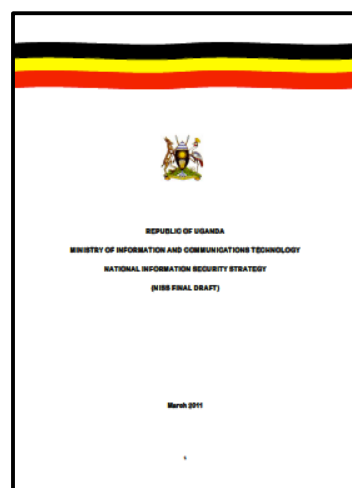 REPUBLIC OF UGANDA
MINISTRY OF INFORMATION AND COMMUNICATIONS TECHNOLOGY
NATIONAL INFORMATION SECURITY STRATEGY
(NISS FINAL DRAFT)
March 2011